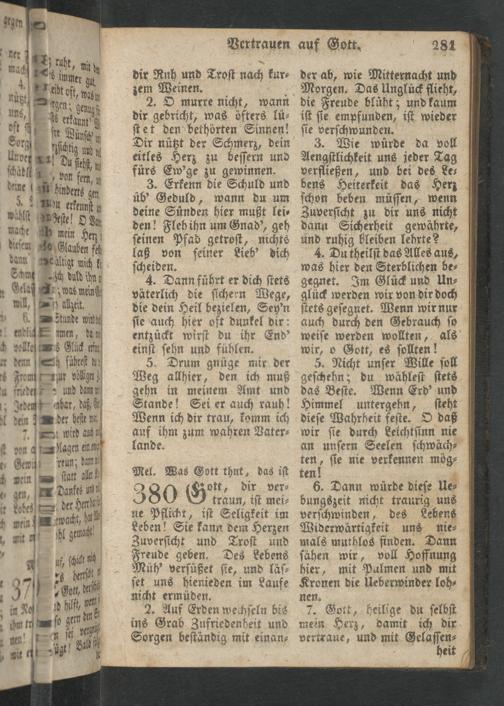 Vertrauen auf Gott. 281
dir Ruh und Trost nach kur-
zem Weinen.
2. O murre nicht, wann
dir gebricht, was öfters lü-
stet den bethörten Sinnen!
Dir nützt der Schmerz, dein
eitles Herz zu bessern und
fürs Ew'ge zu gewinnen.
3. Erkenn die Schuld und
üb' Geduld, wann du um
deine Sünden hier mußt lei-
den! Fleh ihn um Gnad', geh
seinen Pfad getrost, nichts
laß von seiner Lieb' dich
scheiden.
4. Dann führt er dich stets
väterlich die sichern Wege,
die dein Heil bezielen, Sey'n
sie auch hier oft dunkel dir:
entzückt wirst du ihr End'
einst sehn und fühlen.
5. Drum gnüge mir der
Weg allhier, den ich muß
gehn in meinem Amt und
Stande! Sei er auch rauh!
Wenn ich dir trau, komm ich
auf ihm zum wahren Vater-
lande.
Mel. Was Gott thut, das ist
380 Gott, dir ver-
traun, ist mei-
ne Pflicht, ist Seligkeit im
Leben! Sie kann dem Herzen
Zuversicht und Trost und
Freude geben. Des Lebens
Müh' versüßet sie, und läs-
set uns hienieden im Laufe
nicht ermüden.
2. Auf Erden wechseln bis
ins Grab Zufriedenheit und
Sorgen beständig mit einan-
der ab, wie Mitternacht und
Morgen. Das Unglück flieht,
die Freude blüht; und kaum
ist sie empfunden, ist wieder
sie verschwunden.
3. Wie würde da voll
Aengstlichkeit uns jeder Tag
verfließen, und bei des Le-
bens Heiterkeit das Herz
schon beben müssen, wenn
Zuversicht zu dir uns nicht
dann Sicherheit gewährte,
und ruhig bleiben lehrte?
4. Du theilst das Alles aus,
was hier den Sterblichen be-
gegnet. Im Glück und Un-
glück werden wir von dir doch
stets gesegnet. Wenn wir nur
auch durch den Gebrauch so
weise werden wollten, als
wir, o Gott, es sollten!
5. Nicht unser Wille soll
geschehn; du wählest stets
das Beste. Wenn Erd' und
Himmel untergehn, steht
diese Wahrheit feste. O daß
wir sie durch Leichtsinn nie
an unsern Seelen schwäch-
ten, sie nie verkennen mög-
ten!
6. Dann würde diese Ue-
bungszeit nicht traurig uns
verschwinden, des Lebens
Widerwärtigkeit uns nie-
mals muthlos finden. Dann
sähen wir, voll Hoffnung
hier, mit Palmen und mit
Kronen die Ueberwinder loh-
nen.
7. Gott, heilige du selbst
mein Herz, damit ich dir
vertraue, und mit Gelassen-
heit